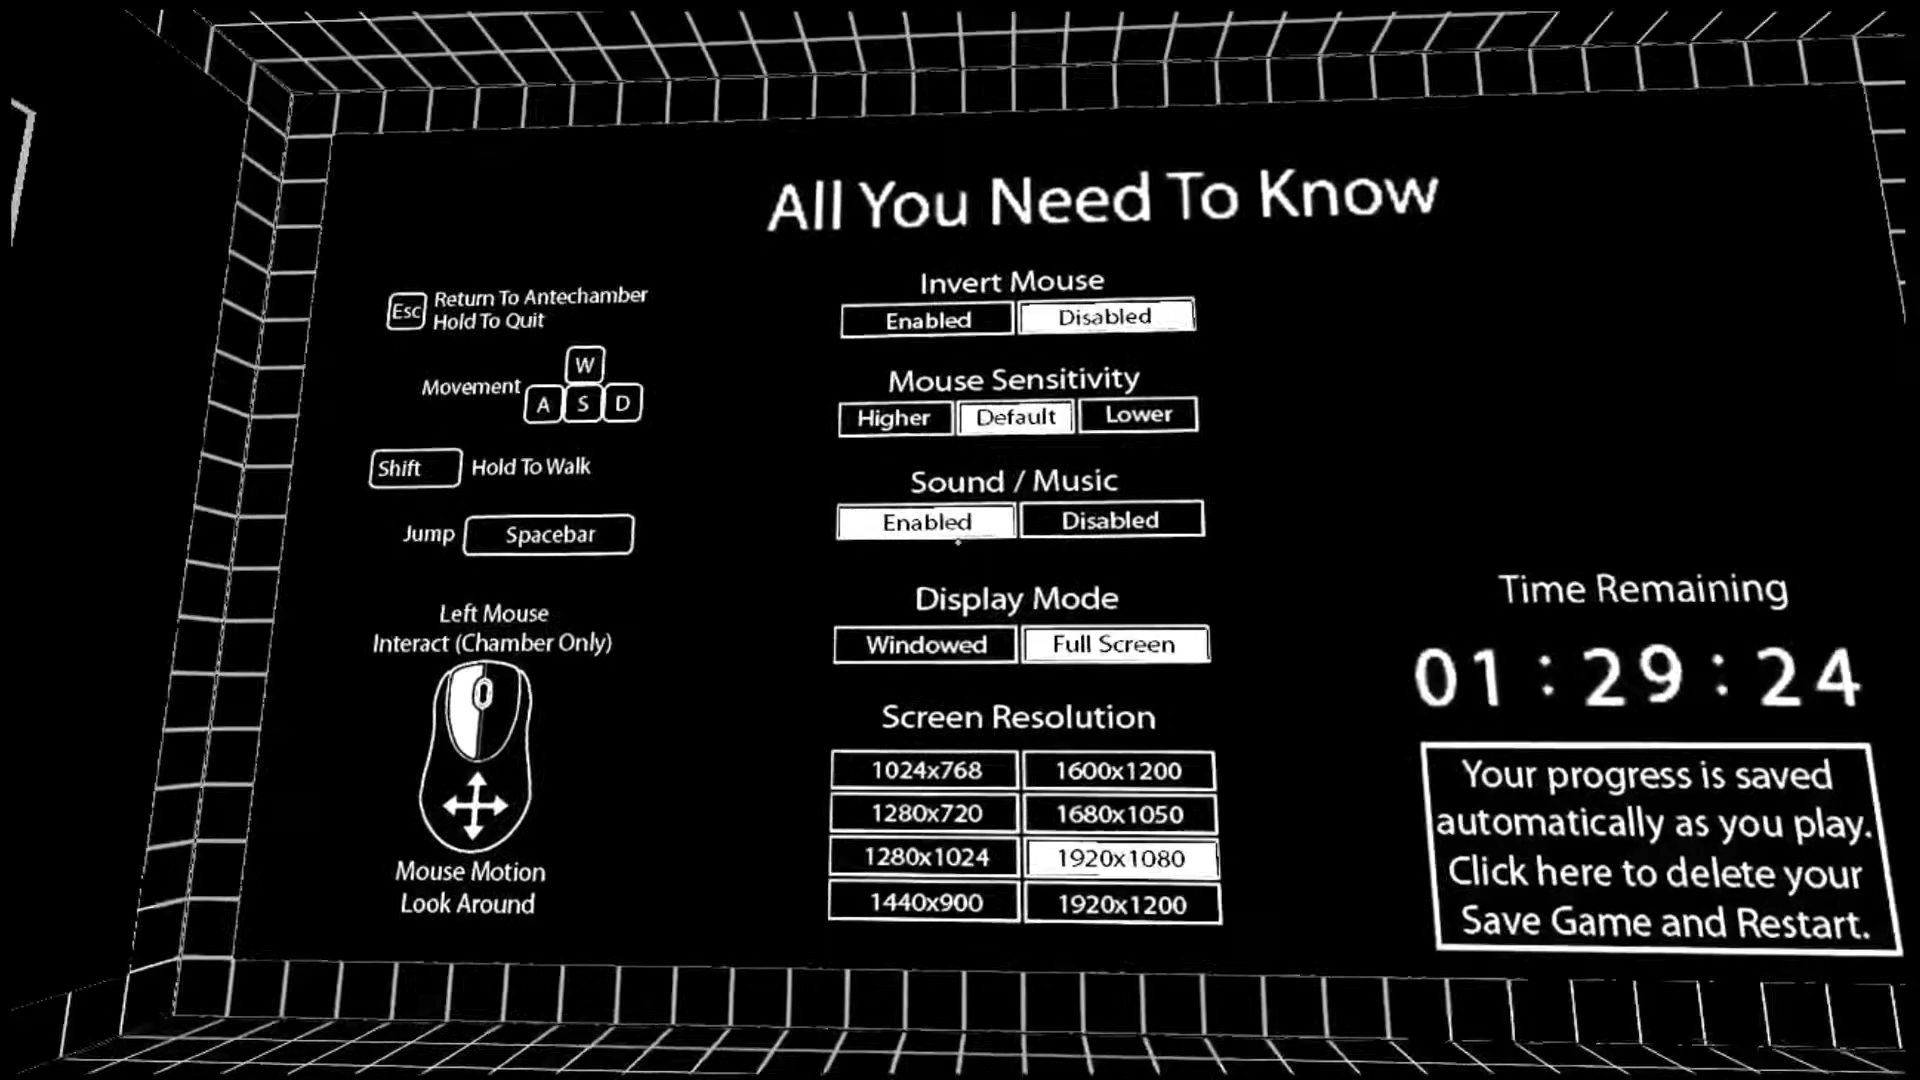 All You Need To Know
Esc
Return To Antechamber
Hold To Quit
Movement
W
A S D
Shift
Hold To Walk
Jump
Spacebar
Left Mouse
Interact (Chamber Only)
Mouse Motion
Look Around
Invert Mouse
Enabled Disabled
Mouse Sensitivity
Higher Default Lower
Sound / Music
Enabled Disabled
Display Mode
Windowed Full Screen
Screen Resolution
1024x768 1600x1200
1280x720 1680x1050
1280x1024 1920x1080
1440x900 1920x1200
Time Remaining
01 : 29 : 24
Your progress is saved
automatically as you play.
Click here to delete your
Save Game and Restart.